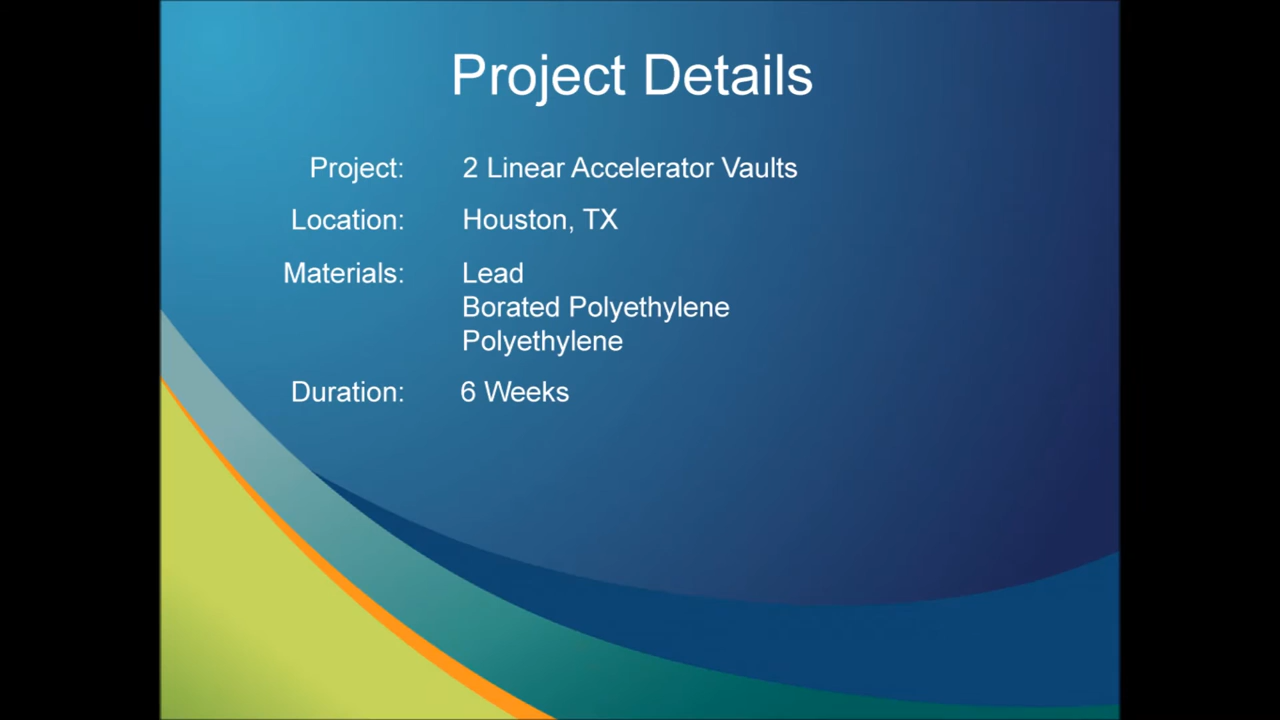 Project Details
Project: 2 Linear Accelerator Vaults
Location: Houston, TX
Materials: Lead
Borated Polyethylene
Polyethylene
Duration: 6 Weeks